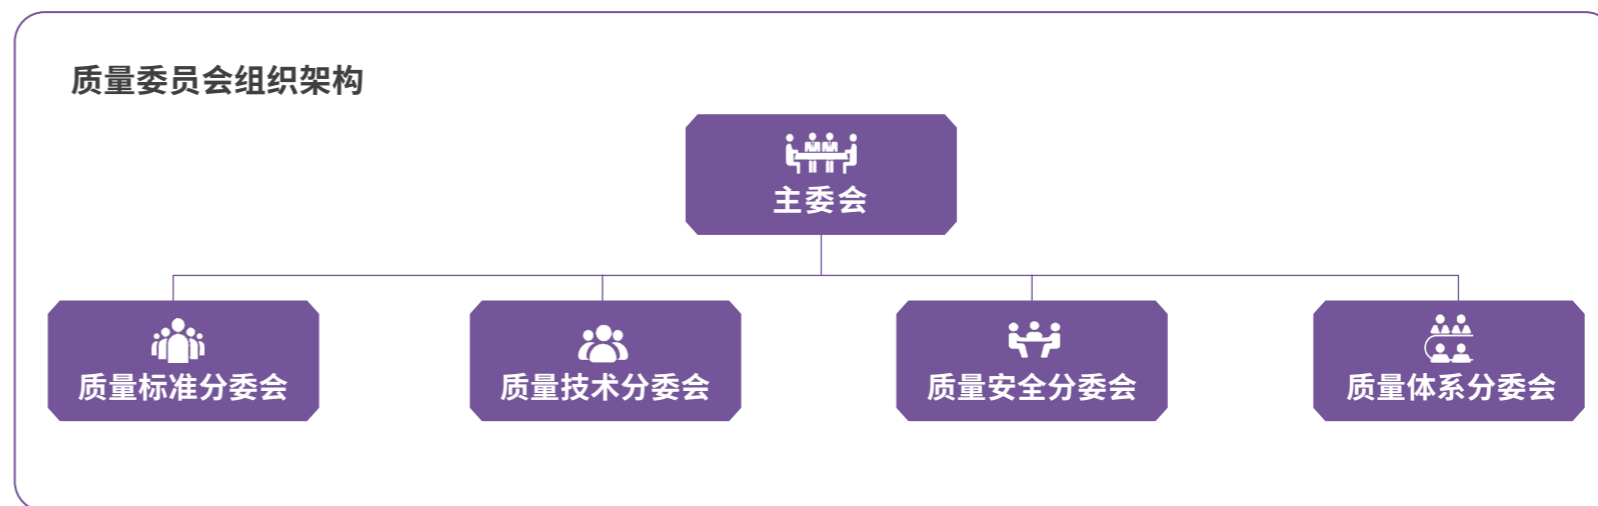 质量委员会组织架构
主委会
质量标准分委会
质量技术分委会
质量安全分委会
质量体系分委会